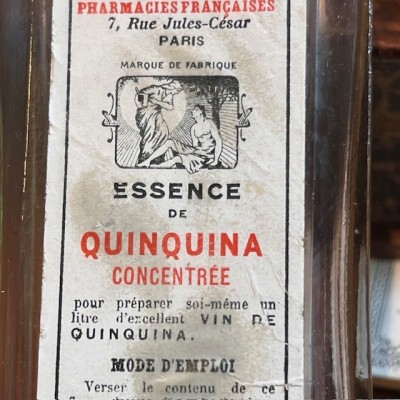 PHARMACIES FRANÇAISES
7, Rue Jules-César
PARIS
MARQUE DE FABRIQUE
ESSENCE
DE
QUINQUINA
CONCENTRÉE
pour préparer soi-même un
litre d'excellent VIN DE
QUINQUINA.
MODE D'EMPLOI
Verser le contenu de ce